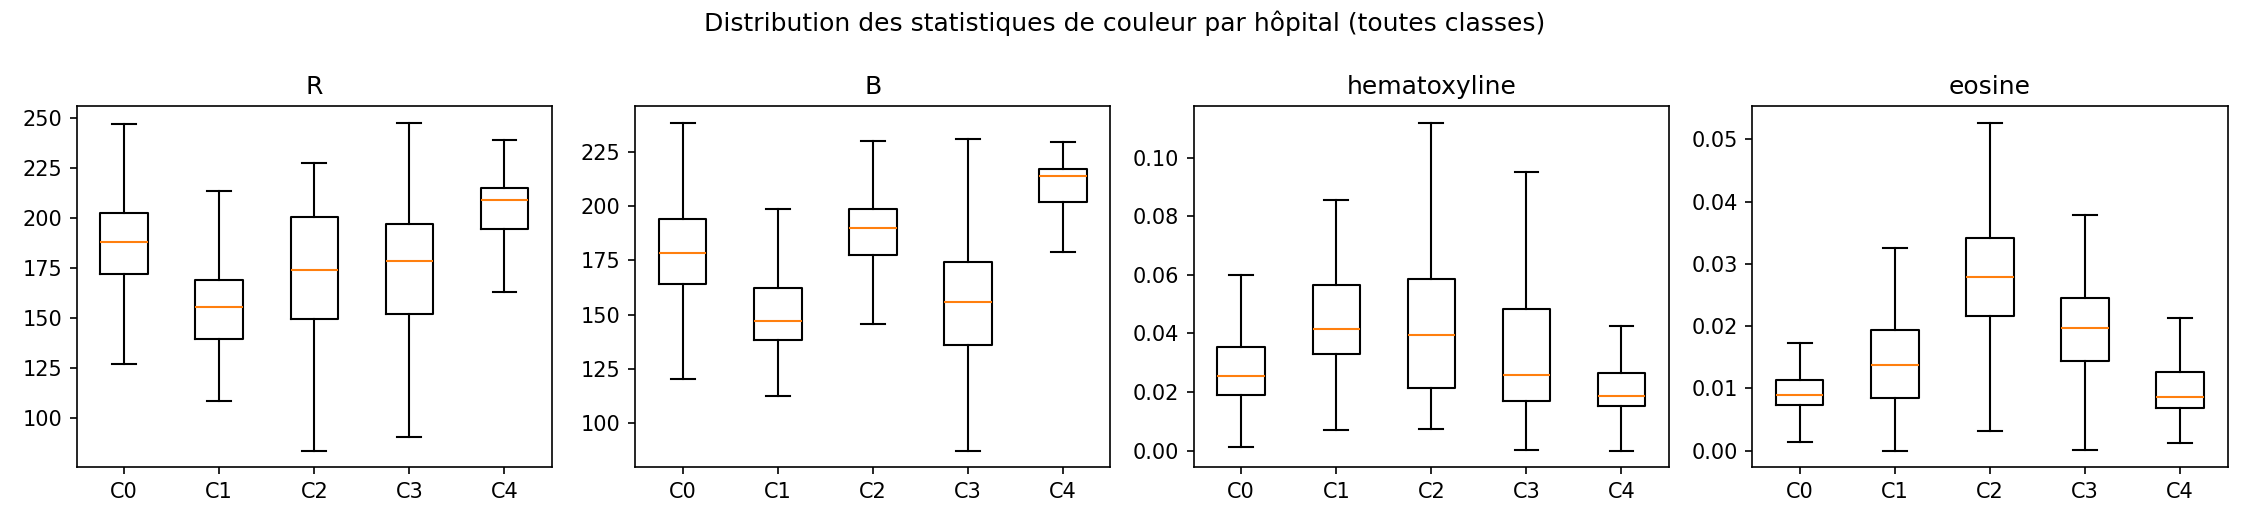 Distribution des statistiques de couleur par hôpital (toutes classes)
R
B
hematoxyline
eosine
250
225
200
175
150
125
100
C0 C1 C2 C3 C4
225
200
175
150
125
100
C0 C1 C2 C3 C4
0.10
0.08
0.06
0.04
0.02
0.00
C0 C1 C2 C3 C4
0.05
0.04
0.03
0.02
0.01
0.00
C0 C1 C2 C3 C4